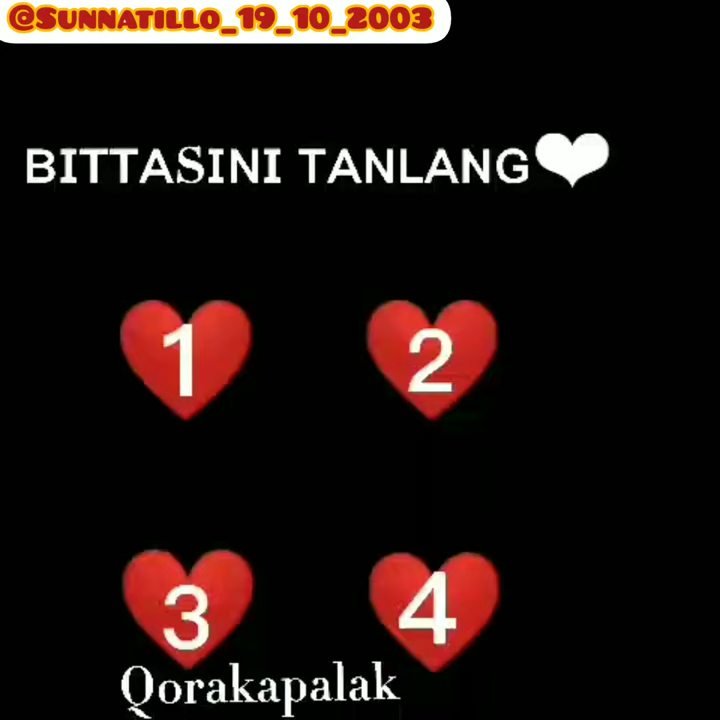 @SUNNATILLO_19_10_2003
BITTASINI TANLANG
1 2
3 4
Qorakapalak